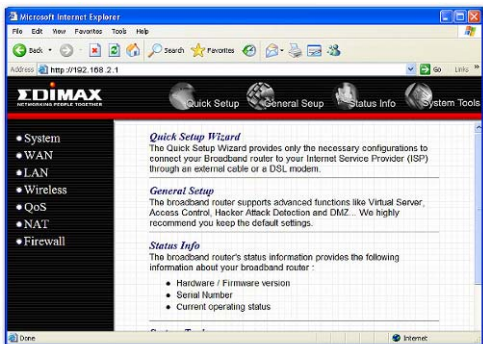 Microsoft Internet Explorer
File Edit View Favorites Tools Help
Back Search Favorites
Address http://192.168.2.1 Go Links »
EDIMAX
NETWORKING PEOPLE TOGETHER
Quick Setup General Seup Status Info System Tools
System
WAN
LAN
Wireless
QoS
NAT
Firewall
Quick Setup Wizard
The Quick Setup Wizard provides only the necessary configurations to
connect your Broadband router to your Internet Service Provider (ISP)
through an external cable or a DSL modem.
General Setup
The broadband router supports advanced functions like Virtual Server,
Access Control, Hacker Attack Detection and DMZ... We highly
recommend you keep the default settings.
Status Info
The broadband router's status information provides the following
information about your broadband router :
Hardware / Firmware version
Serial Number
Current operating status
Done Internet